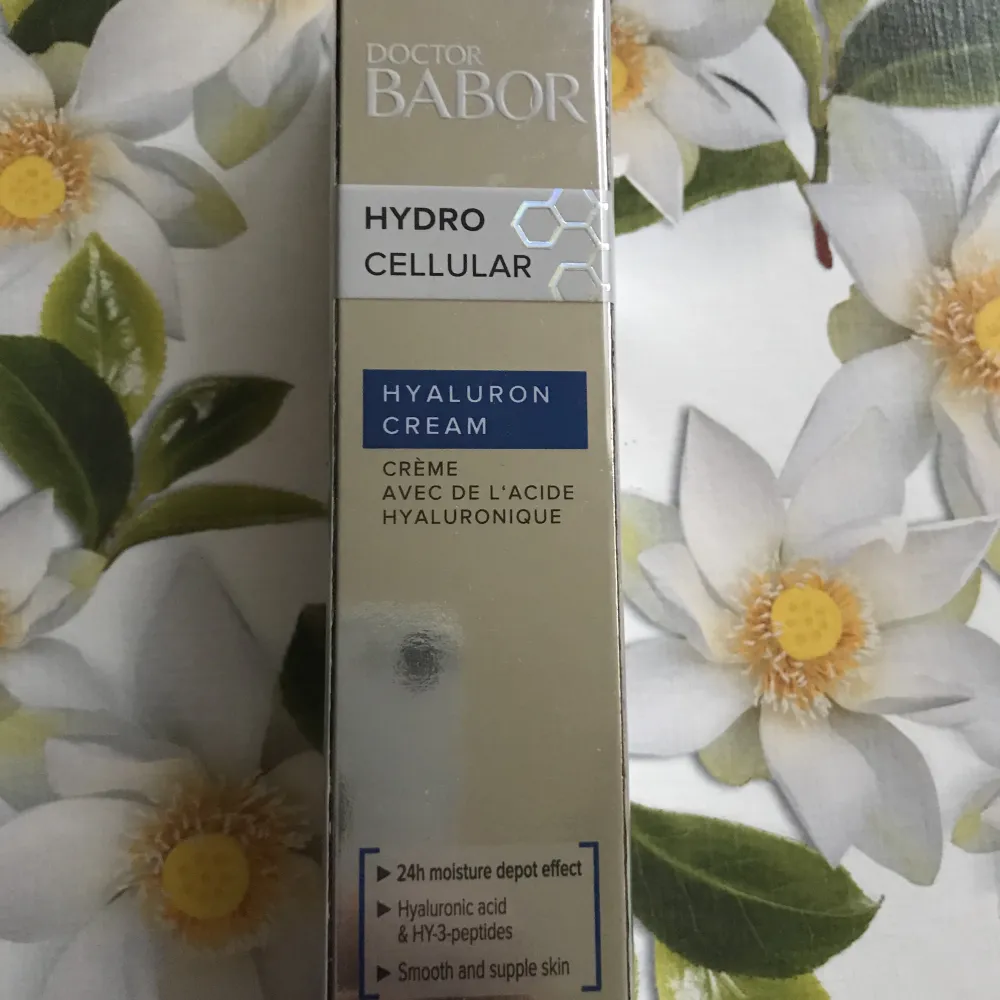 DOCTOR
BABOR
HYDRO
CELLULAR
HYALURON
CREAM
CRÈME
AVEC DE L'ACIDE
HYALURONIQUE
▶ 24h moisture depot effect
▶ Hyaluronic acid
& HY-3-peptides
▶ Smooth and supple skin